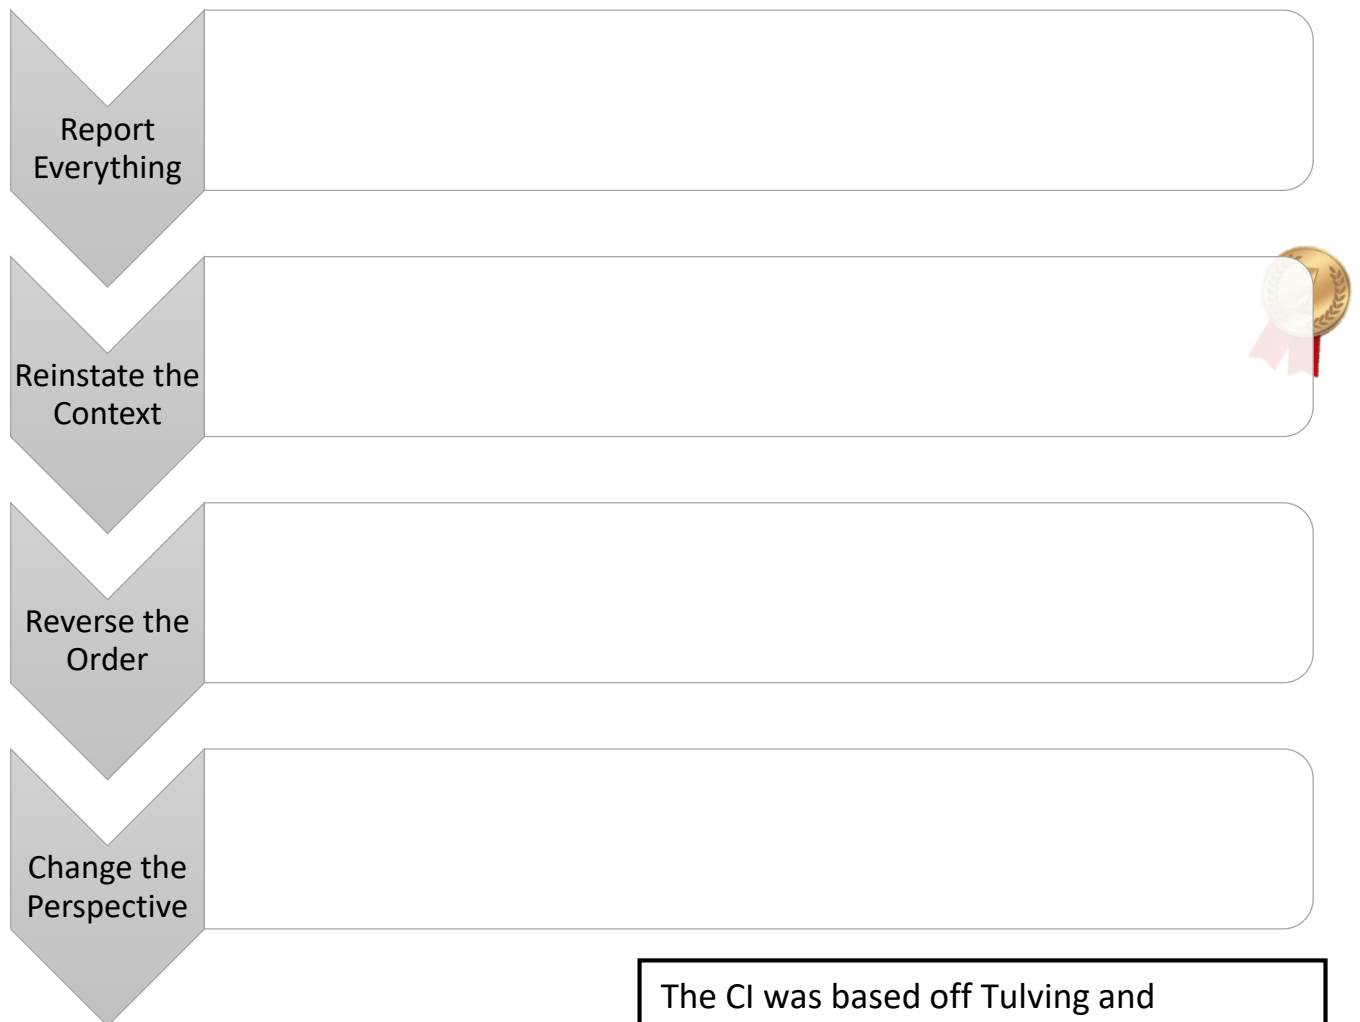 Report
Everything
Reinstate the
Context
Reverse the
Order
Change the
Perspective
The CI was based off Tulving and